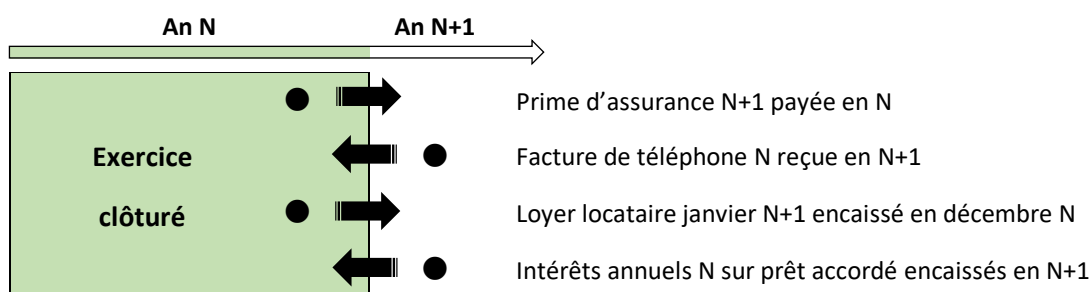 An N An N+1
Prime d’assurance N+1 payée en N
Exercice
Facture de téléphone N reçue en N+1
clôturé
Loyer locataire janvier N+1 encaissé en décembre N
Intérêts annuels N sur prêt accordé encaissés en N+1